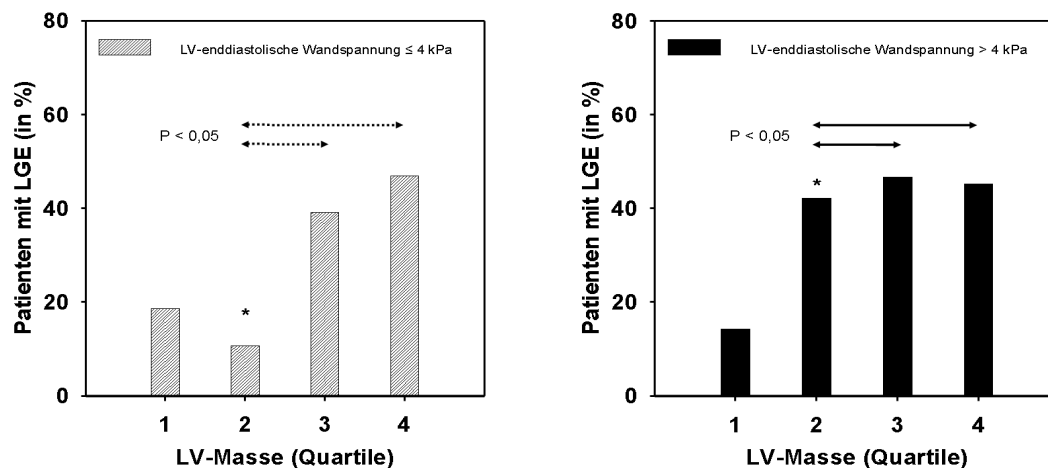 80
60
40
20
0
Patienten mit LGE (in %)
LV-enddiastolische Wandspannung ≤ 4 kPa
P < 0,05
*
1 2 3 4
LV-Masse (Quartile)
80
60
40
20
0
Patienten mit LGE (in %)
LV-enddiastolische Wandspannung > 4 kPa
P < 0,05
*
1 2 3 4
LV-Masse (Quartile)